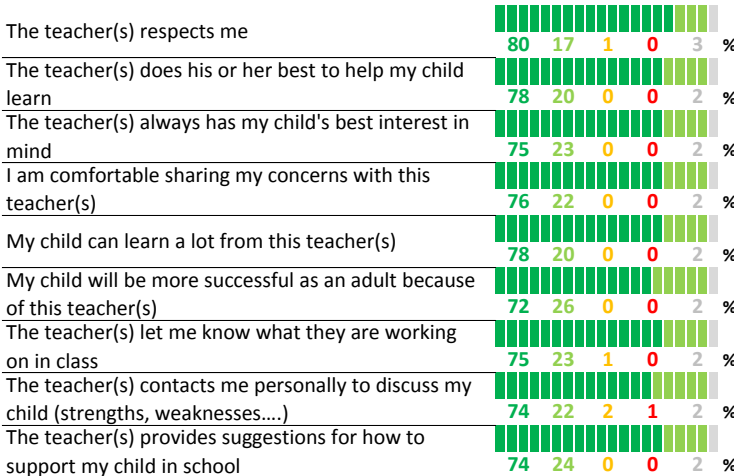 The teacher(s) respects me
80 17 1 0 3 %
The teacher(s) does his or her best to help my child
learn
78 20 0 0 2 %
The teacher(s) always has my child's best interest in
mind
75 23 0 0 2 %
I am comfortable sharing my concerns with this
teacher(s)
76 22 0 0 2 %
My child can learn a lot from this teacher(s)
78 20 0 0 2 %
My child will be more successful as an adult because
of this teacher(s)
72 26 0 0 2 %
The teacher(s) let me know what they are working
on in class
75 23 1 0 2 %
The teacher(s) contacts me personally to discuss my
child (strengths, weaknesses....)
74 22 2 1 2 %
The teacher(s) provides suggestions for how to
support my child in school
74 24 0 0 2 %